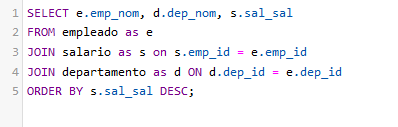 1 SELECT e.emp_nom, d.dep_nom, s.sal_sal
2 FROM empleado as e
3 JOIN salario as s on s.emp_id = e.emp_id
4 JOIN departamento as d ON d.dep_id = e.dep_id
5 ORDER BY s.sal_sal DESC;